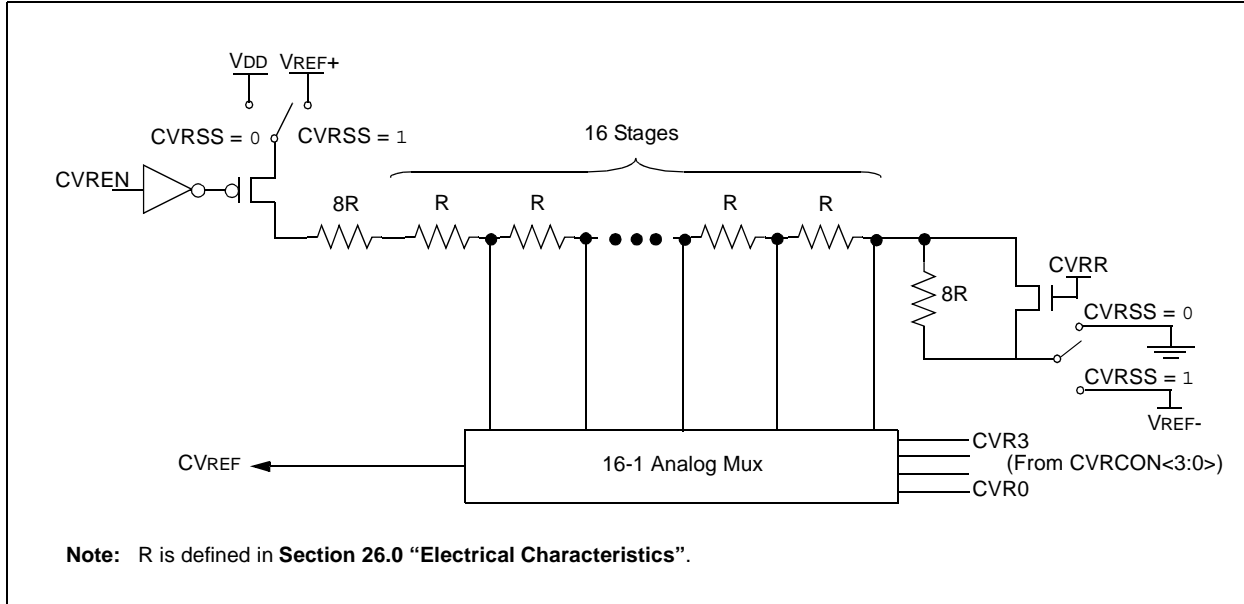 VDD VREF+
CVRSS = 0 CVRSS = 1
16 Stages
CVREN
8R R R R R
CVRR
8R
CVRSS = 0
CVRSS = 1
VREF-
CVREF
16-1 Analog Mux
CVR3
(From CVRCON<3:0>)
CVR0
Note: R is defined in Section 26.0 “Electrical Characteristics”.